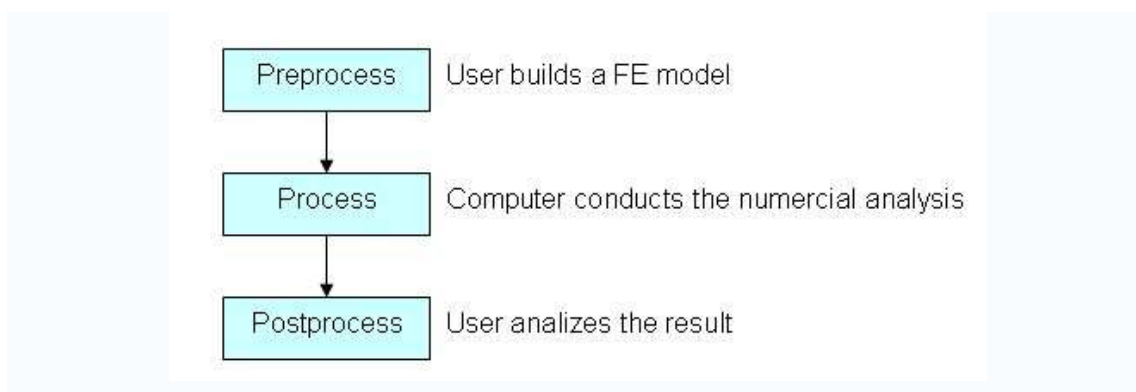 Preprocess User builds a FE model
Process Computer conducts the numercial analysis
Postprocess User analizes the result